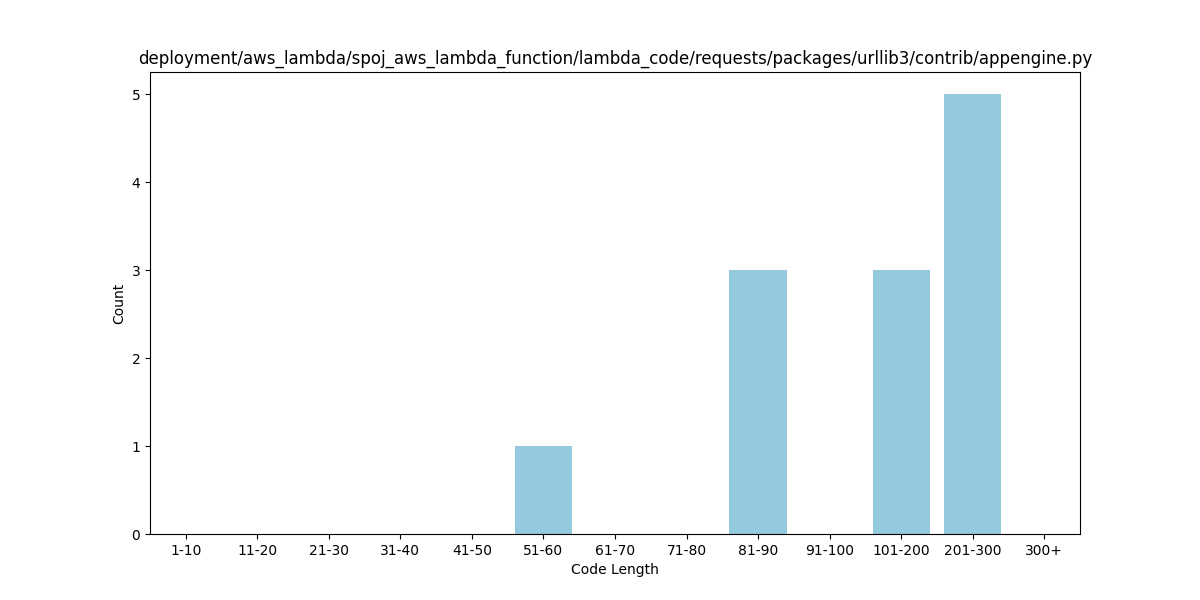 deployment/aws_lambda/spoj_aws_lambda_function/lambda_code/requests/packages/urllib3/contrib/appengine.py
5
4
3
2
1
0
Count
1-10 11-20 21-30 31-40 41-50 51-60 61-70 71-80 81-90 91-100 101-200 201-300 300+
Code Length